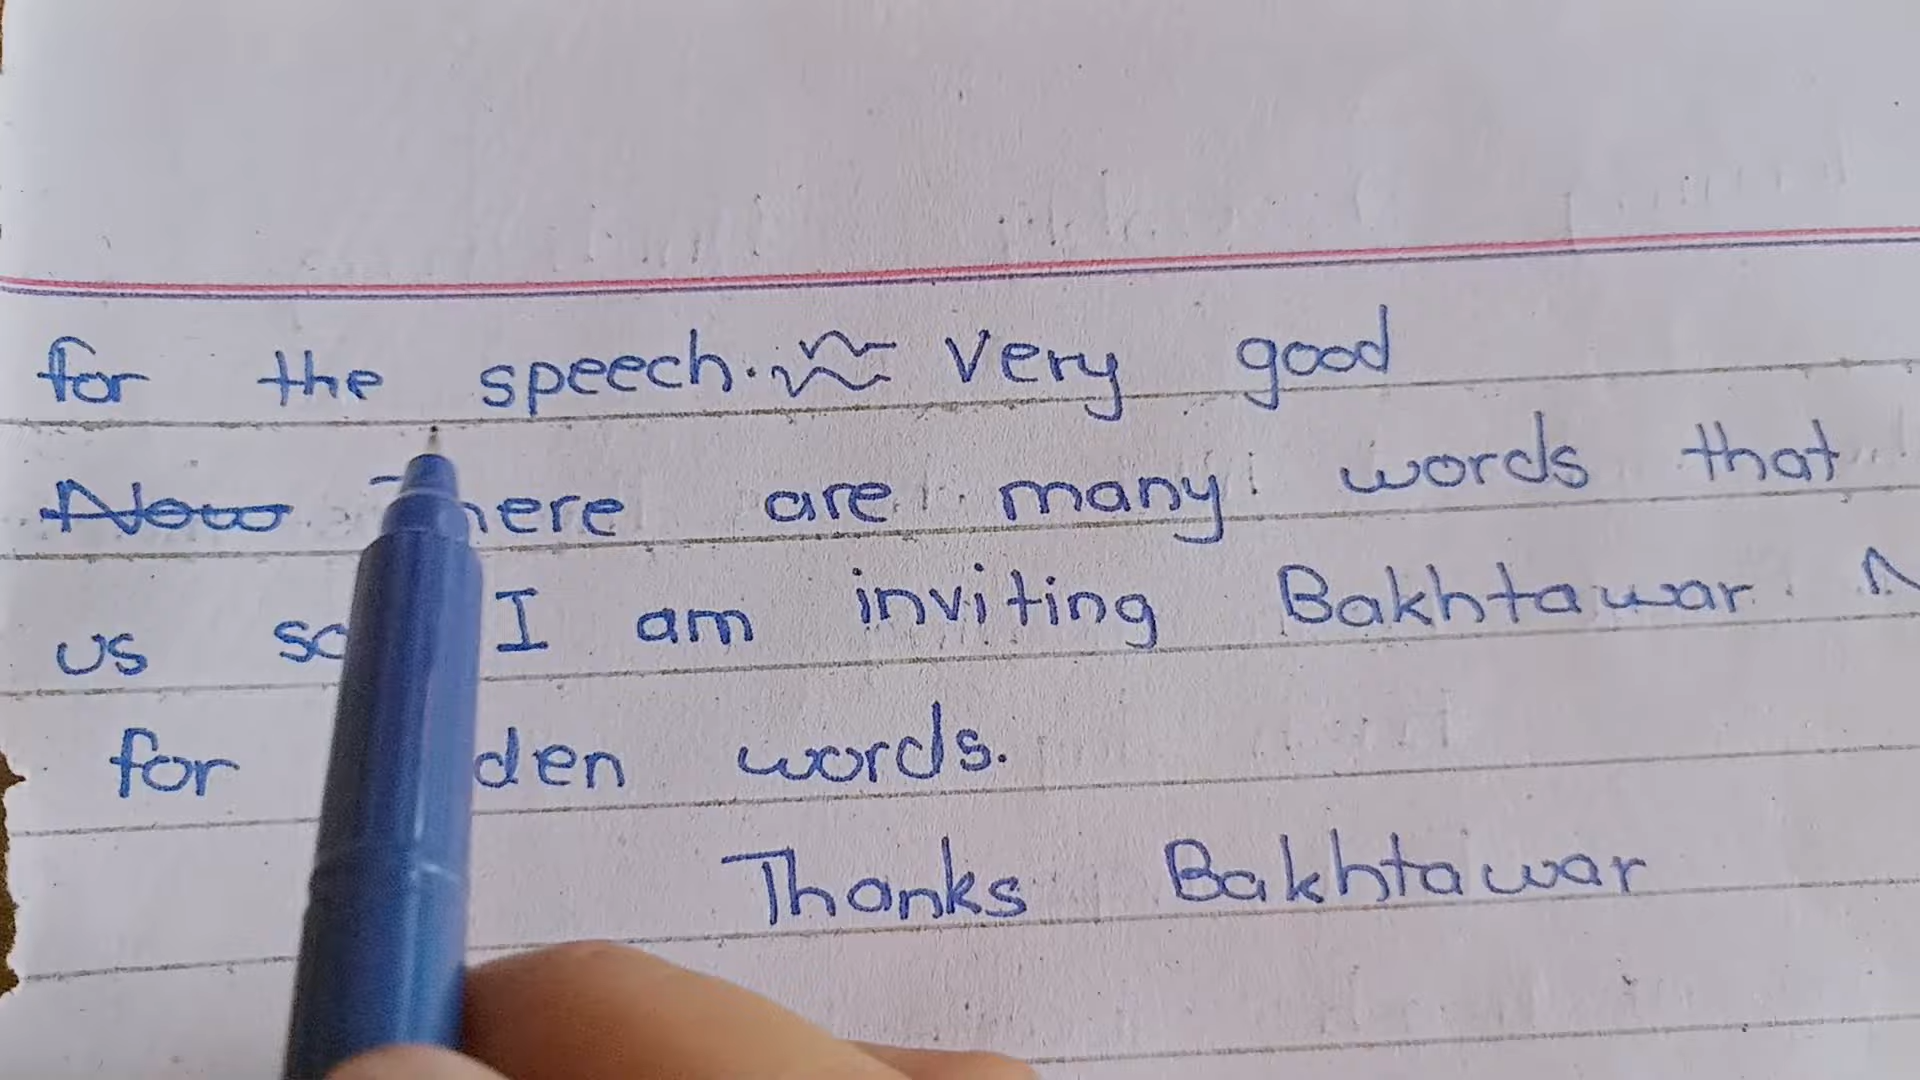 for the speech. Very good
Now There are many words that
us so I am inviting Bakhtawar
for words.
Thanks Bakhtawar